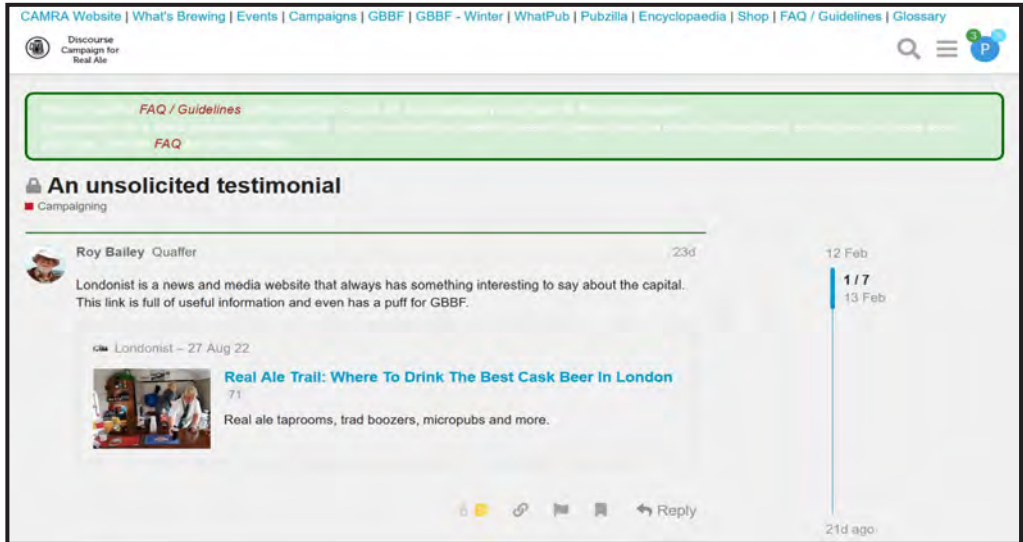 CAMRA Website | What's Brewing | Events | Campaigns | GBBF | GBBF - Winter | WhatPub | Pubzilla | Encyclopaedia | Shop | FAQ / Guidelines | Glossary
Discourse
Campaign for
Real Ale
3
P
FAQ / Guidelines
FAQ
An unsolicited testimonial
Campaigning
Roy Bailey Quaffer 23d
Londonist is a news and media website that always has something interesting to say about the capital.
This link is full of useful information and even has a puff for GBBF.
Londonist – 27 Aug 22
Real Ale Trail: Where To Drink The Best Cask Beer In London
71
Real ale taprooms, trad boozers, micropubs and more.
Reply
12 Feb
1 / 7
13 Feb
21d ago